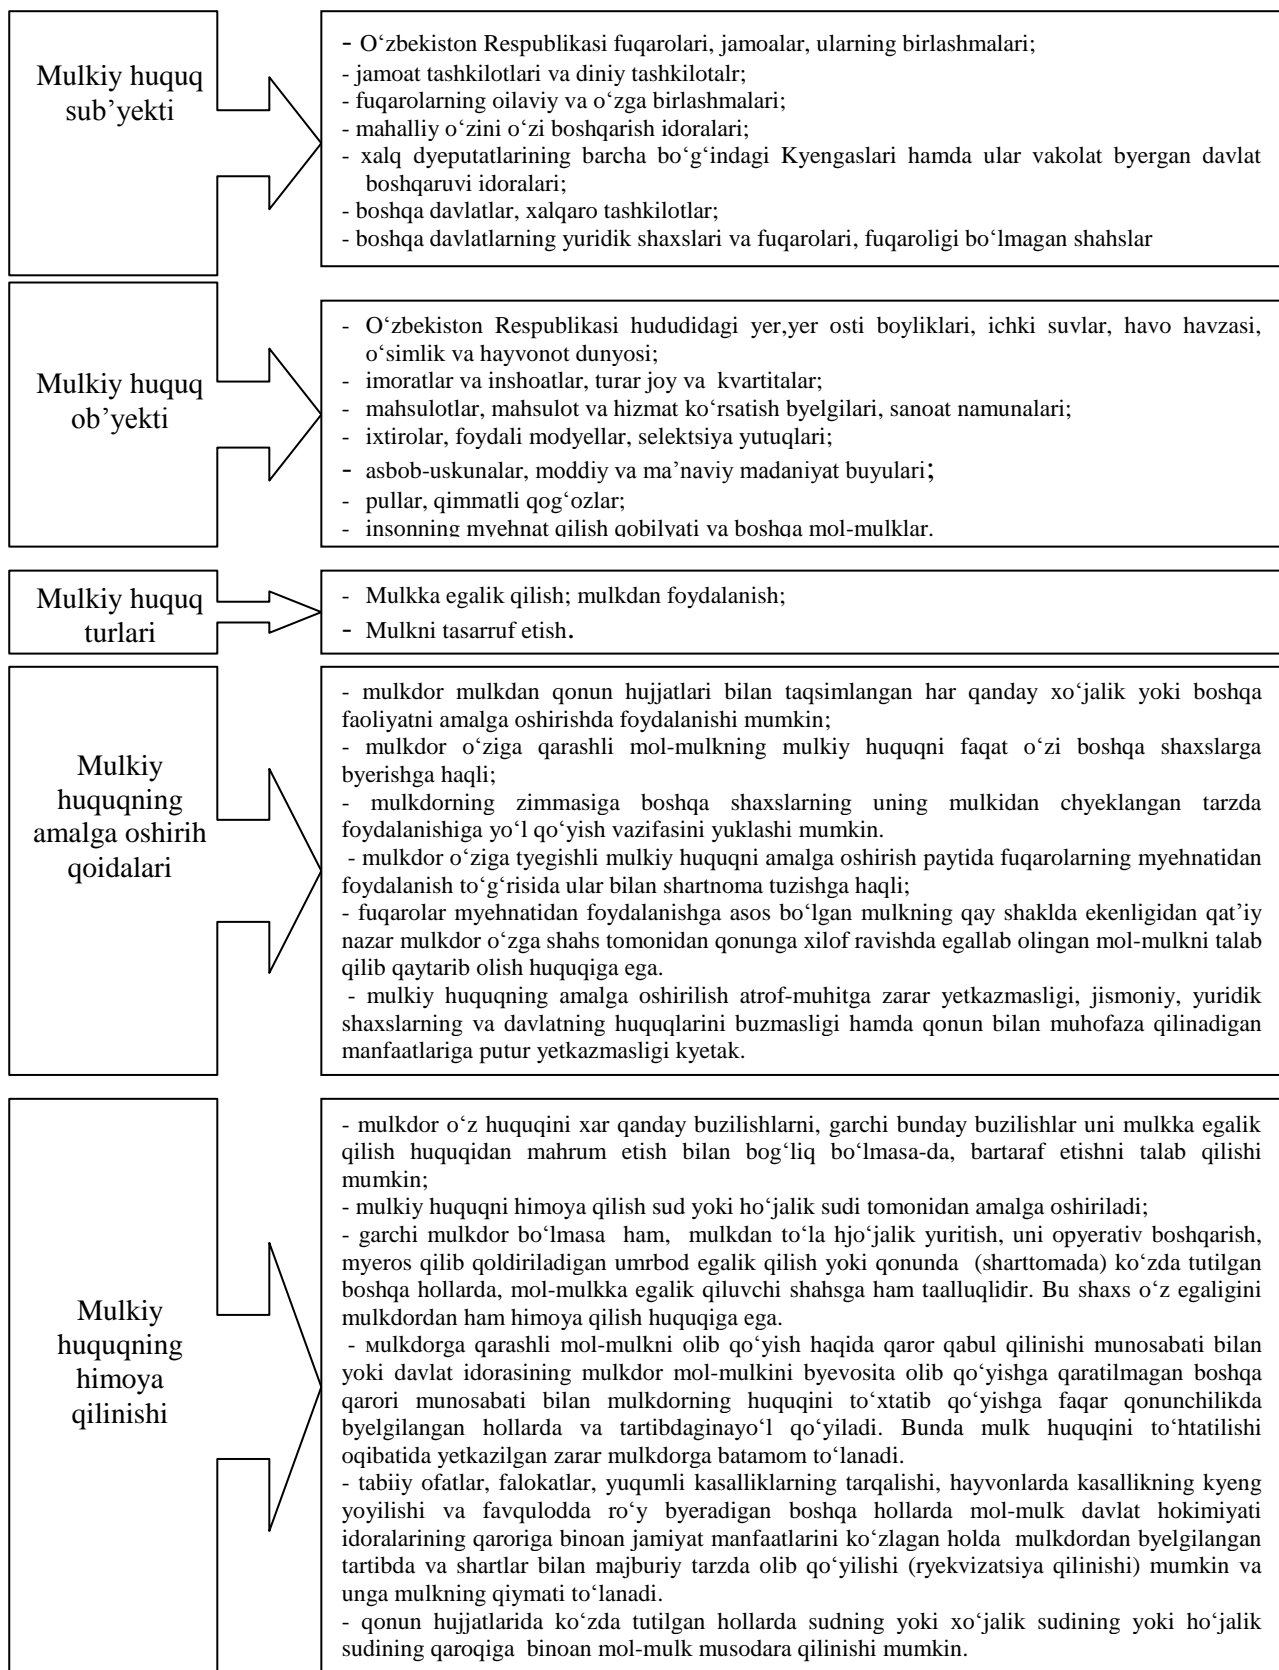 Mulkiy huquq
sub’yekti
- O‘zbekiston Respublikasi fuqarolari, jamoalar, ularning birlashmalari;
- jamoat tashkilotlari va diniy tashkilotalr;
- fuqarolarning oilaviy va o‘zga birlashmalari;
- mahalliy o‘zini o‘zi boshqarish idoralari;
- xalq dyeputatlarining barcha bo‘g‘indagi Kyengaslari hamda ular vakolat byergan davlat
boshqaruvi idoralari;
- boshqa davlatlar, xalqaro tashkilotlar;
- boshqa davlatlarning yuridik shaxslari va fuqarolari, fuqaroligi bo‘lmagan shahslar
Mulkiy huquq
ob’yekti
- O‘zbekiston Respublikasi hududidagi yer,yer osti boyliklari, ichki suvlar, havo havzasi,
o‘simlik va hayvonot dunyosi;
- imoratlar va inshoatlar, turar joy va kvartitalar;
- mahsulotlar, mahsulot va hizmat ko‘rsatish byelgilari, sanoat namunalari;
- ixtirolar, foydali modyellar, selektsiya yutuqlari;
- asbob-uskunalar, moddiy va ma’naviy madaniyat buyulari;
- pullar, qimmatli qog‘ozlar;
- insonning myehnat qilish qobilyati va boshqa mol-mulklar.
Mulkiy huquq
turlari
- Mulkka egalik qilish; mulkdan foydalanish;
- Mulkni tasarruf etish.
Mulkiy
huquqning
amalga oshirih
qoidalari
- mulkdor mulkdan qonun hujjatlari bilan taqsimlangan har qanday xo‘jalik yoki boshqa
faoliyatni amalga oshirishda foydalanishi mumkin;
- mulkdor o‘ziga qarashli mol-mulkning mulkiy huquqni faqat o‘zi boshqa shaxslarga
byerishga haqli;
- mulkdorning zimmasiga boshqa shaxslarning uning mulkidan chyeklangan tarzda
foydalanishiga yo‘l qo‘yish vazifasini yuklashi mumkin.
- mulkdor o‘ziga tyegishli mulkiy huquqni amalga oshirish paytida fuqarolarning myehnatidan
foydalanish to‘g‘risida ular bilan shartnoma tuzishga haqli;
- fuqarolar myehnatidan foydalanishga asos bo‘lgan mulkning qay shaklda ekenligidan qat’iy
nazar mulkdor o‘zga shahs tomonidan qonunga xilof ravishda egallab olingan mol-mulkni talab
qilib qaytarib olish huquqiga ega.
- mulkiy huquqning amalga oshirilish atrof-muhitga zarar yetkazmasligi, jismoniy, yuridik
shaxslarning va davlatning huquqlarini buzmasligi hamda qonun bilan muhofaza qilinadigan
manfaatlariga putur yetkazmasligi kyetak.
Mulkiy
huquqning
himoya
qilinishi
- mulkdor o‘z huquqini xar qanday buzilishlarni, garchi bunday buzilishlar uni mulkka egalik
qilish huquqidan mahrum etish bilan bog‘liq bo‘lmasa-da, bartaraf etishni talab qilishi
mumkin;
- mulkiy huquqni himoya qilish sud yoki ho‘jalik sudi tomonidan amalga oshiriladi;
- garchi mulkdor bo‘lmasa ham, mulkdan to‘la hjo‘jalik yuritish, uni opyerativ boshqarish,
myeros qilib qoldiriladigan umrbod egalik qilish yoki qonunda (sharttomada) ko‘zda tutilgan
boshqa hollarda, mol-mulkka egalik qiluvchi shahsga ham taalluqlidir. Bu shaxs o‘z egaligini
mulkdordan ham himoya qilish huquqiga ega.
- мulkdorga qarashli mol-mulkni olib qo‘yish haqida qaror qabul qilinishi munosabati bilan
yoki davlat idorasining mulkdor mol-mulkini byevosita olib qo‘yishga qaratilmagan boshqa
qarori munosabati bilan mulkdorning huquqini to‘xtatib qo‘yishga faqar qonunchilikda
byelgilangan hollarda va tartibdaginayo‘l qo‘yiladi. Bunda mulk huquqini to‘htatilishi
oqibatida yetkazilgan zarar mulkdorga batamom to‘lanadi.
- tabiiy ofatlar, falokatlar, yuqumli kasalliklarning tarqalishi, hayvonlarda kasallikning kyeng
yoyilishi va favqulodda ro‘y byeradigan boshqa hollarda mol-mulk davlat hokimiyati
idoralarining qaroriga binoan jamiyat manfaatlarini ko‘zlagan holda mulkdordan byelgilangan
tartibda va shartlar bilan majburiy tarzda olib qo‘yilishi (ryekvizatsiya qilinishi) mumkin va
unga mulkning qiymati to‘lanadi.
- qonun hujjatlarida ko‘zda tutilgan hollarda sudning yoki xo‘jalik sudining yoki ho‘jalik
sudining qaroqiga binoan mol-mulk musodara qilinishi mumkin.